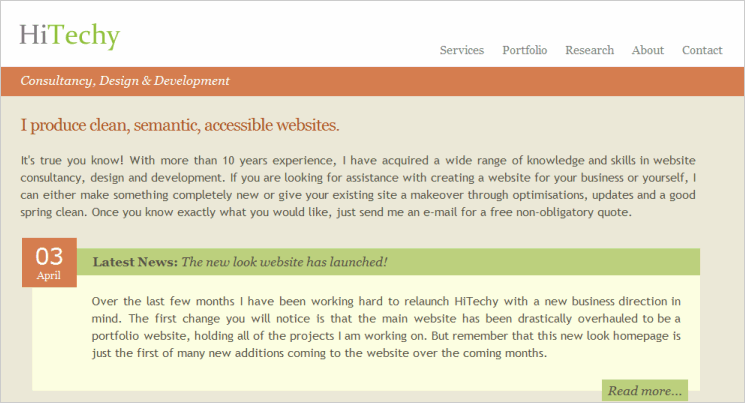 HiTechy
Services Portfolio Research About Contact
Consultancy, Design & Development
I produce clean, semantic, accessible websites.
It's true you know! With more than 10 years experience, I have acquired a wide range of knowledge and skills in website
consultancy, design and development. If you are looking for assistance with creating a website for your business or yourself, I
can either make something completely new or give your existing site a makeover through optimisations, updates and a good
spring clean. Once you know exactly what you would like, just send me an e-mail for a free non-obligatory quote.
03
April
Latest News: The new look website has launched!
Over the last few months I have been working hard to relaunch HiTechy with a new business direction in
mind. The first change you will notice is that the main website has been drastically overhauled to be a
portfolio website, holding all of the projects I am working on. But remember that this new look homepage is
just the first of many new additions coming to the website over the coming months.
Read more...